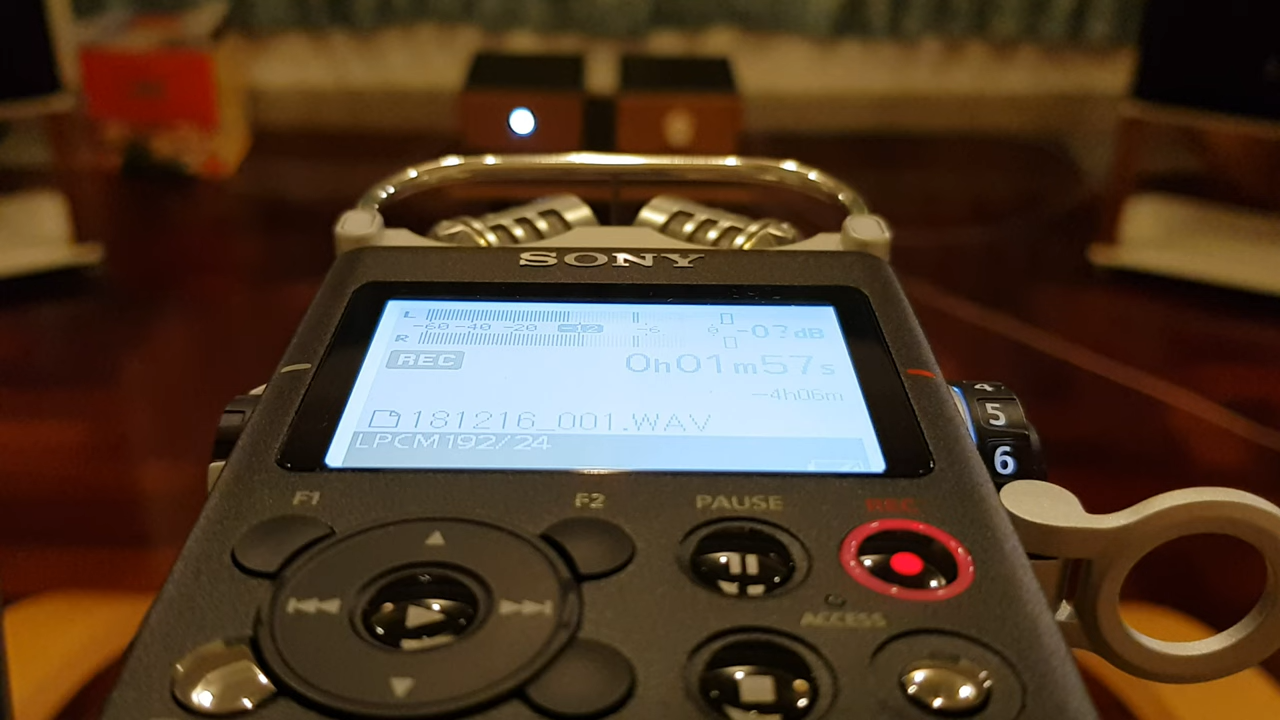 SONY
L
-60 -40 -20 -12 -6 0 -07dB
R
REC 0h01m57s
-4h06m
181216_001.WAV
LPCM192/24
4
5
6
F1 F2 PAUSE REC
ACCESS